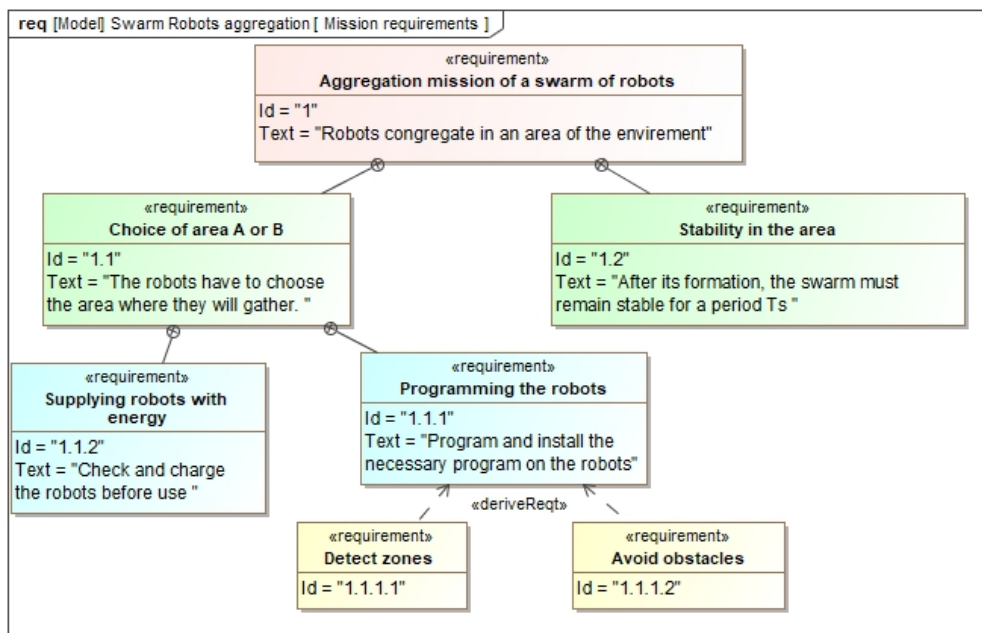 req [Model] Swarm Robots aggregation [ Mission requirements ]
«requirement»
Aggregation mission of a swarm of robots
Id = "1"
Text = "Robots congregate in an area of the envirement"
«requirement»
Choice of area A or B
Id = "1.1"
Text = "The robots have to choose
the area where they will gather. "
«requirement»
Stability in the area
Id = "1.2"
Text = "After its formation, the swarm must
remain stable for a period Ts "
«requirement»
Supplying robots with
energy
Id = "1.1.2"
Text = "Check and charge
the robots before use "
«requirement»
Programming the robots
Id = "1.1.1"
Text = "Program and install the
necessary program on the robots"
«deriveReqt»
«requirement»
Detect zones
Id = "1.1.1.1"
«requirement»
Avoid obstacles
Id = "1.1.1.2"